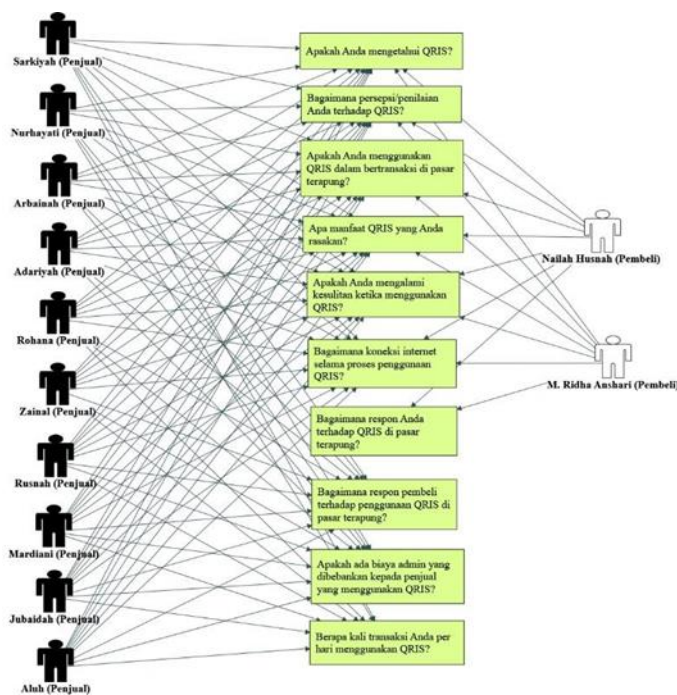 Sarkiyah (Penjual)
Nurhayati (Penjual)
Arbainah (Penjual)
Adariyah (Penjual)
Rohana (Penjual)
Zainal (Penjual)
Rusnah (Penjual)
Mardiani (Penjual)
Jubaidah (Penjual)
Aluh (Penjual)
Apakah Anda mengetahui QRIS?
Bagaimana persepsi/penilaian
Anda terhadap QRIS?
Apakah Anda menggunakan
QRIS dalam bertransaksi di pasar
terapung?
Apa manfaat QRIS yang Anda
rasakan?
Apakah Anda mengalami
kesulitan ketika menggunakan
QRIS?
Bagaimana koneksi internet
selama proses penggunaan
QRIS?
Bagaimana respon Anda
terhadap QRIS di pasar
terapung?
Bagaimana respon pembeli
terhadap penggunaan QRIS di
pasar terapung?
Apakah ada biaya admin yang
dibebankan kepada penjual
yang menggunakan QRIS?
Berapa kali transaksi Anda per
hari menggunakan QRIS?
Nailah Husnah (Pembeli)
M. Ridha Anshari (Pembeli)